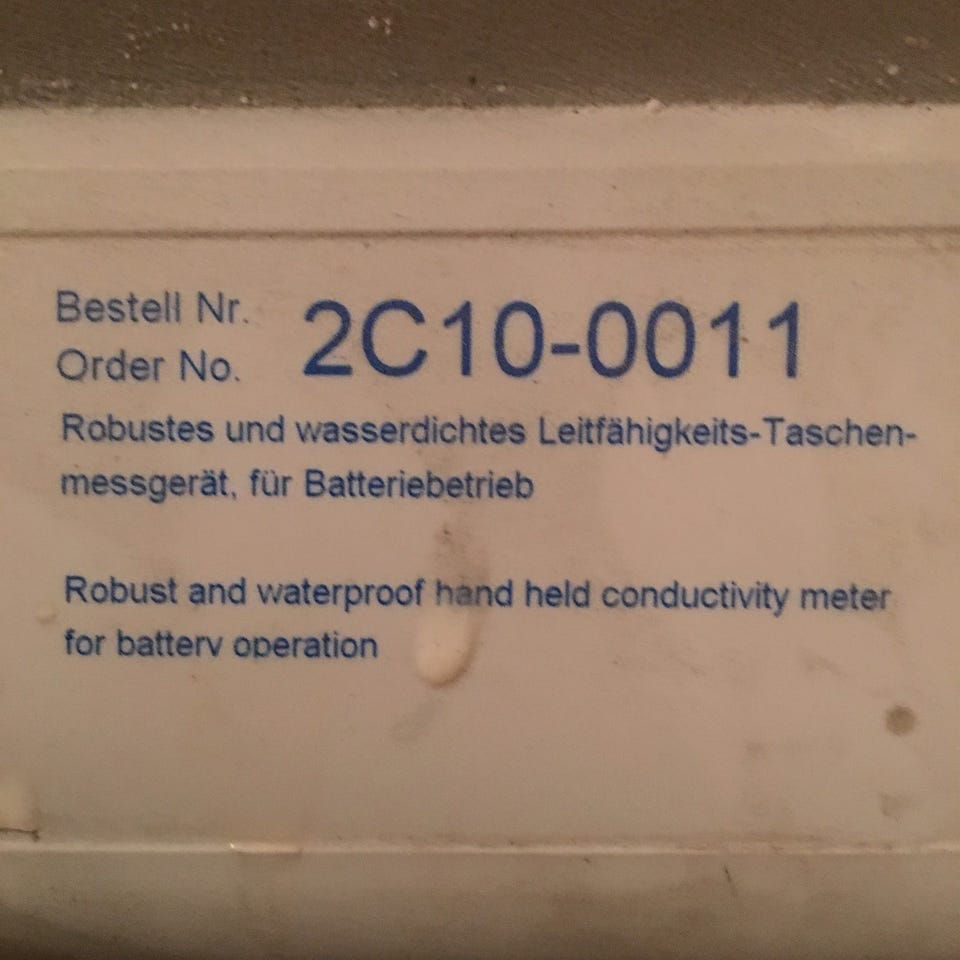 Bestell Nr.
Order No.
2C10-0011
Robustes und wasserdichtes Leitfähigkeits-Taschen-
messgerät, für Batteriebetrieb
Robust and waterproof hand held conductivity meter
for battery operation